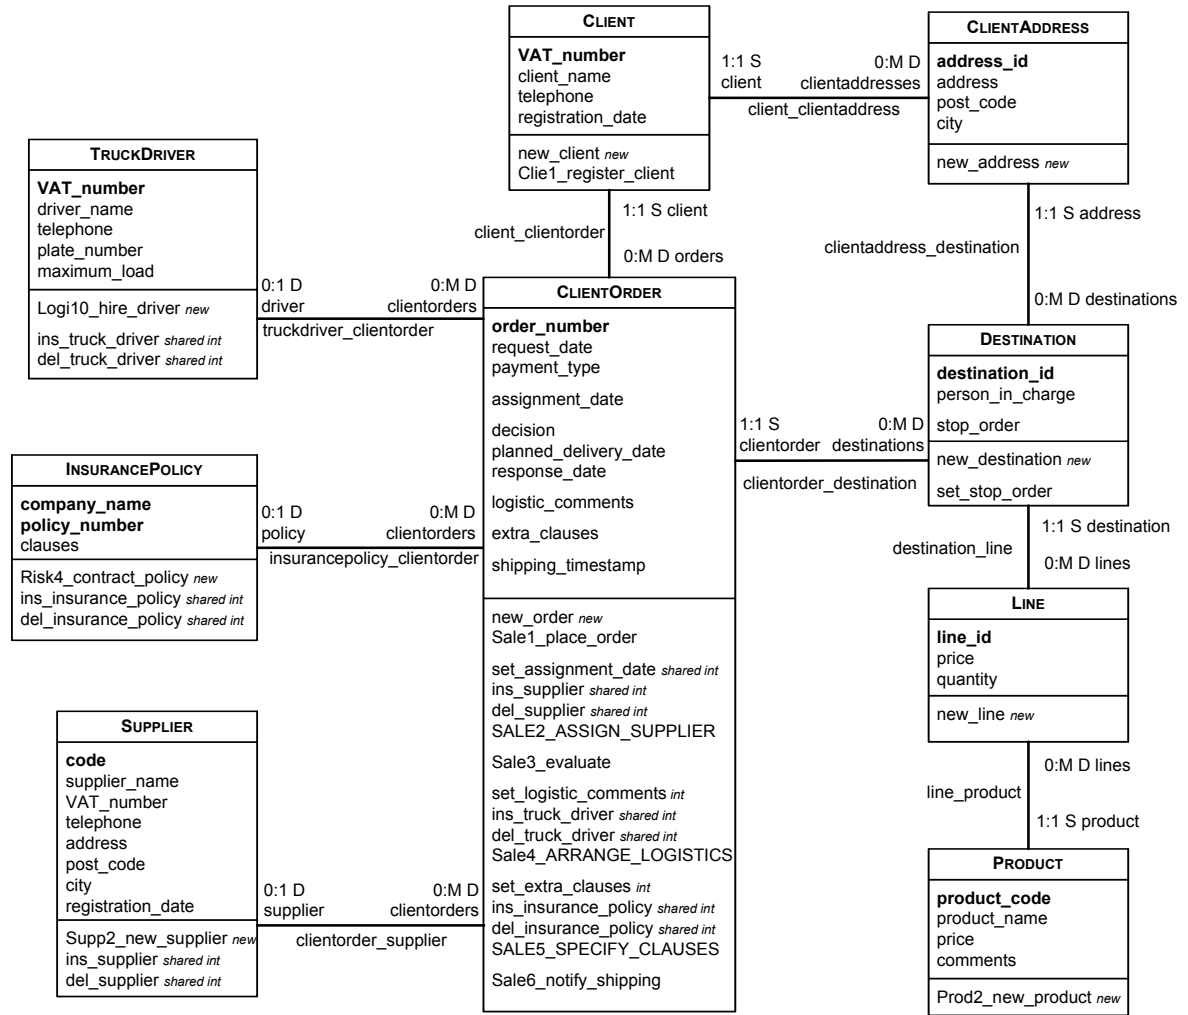 CLIENT
VAT_number
client_name
telephone
registration_date
new_client new
Clie1_register_client
1:1 S
client
0:M D
clientaddresses
client_clientaddress
CLIENTADDRESS
address_id
address
post_code
city
new_address new
TRUCKDRIVER
VAT_number
driver_name
telephone
plate_number
maximum_load
Logi10_hire_driver new
ins_truck_driver shared int
del_truck_driver shared int
1:1 S client
client_clientorder
0:M D orders
1:1 S address
clientaddress_destination
0:M D destinations
0:1 D
driver
0:M D
clientorders
truckdriver_clientorder
CLIENTORDER
order_number
request_date
payment_type
assignment_date
decision
planned_delivery_date
response_date
logistic_comments
extra_clauses
shipping_timestamp
new_order new
Sale1_place_order
set_assignment_date shared int
ins_supplier shared int
del_supplier shared int
SALE2_ASSIGN_SUPPLIER
Sale3_evaluate
set_logistic_comments int
ins_truck_driver shared int
del_truck_driver shared int
Sale4_ARRANGE_LOGISTICS
set_extra_clauses int
ins_insurance_policy shared int
del_insurance_policy shared int
SALE5_SPECIFY_CLAUSES
Sale6_notify_shipping
DESTINATION
destination_id
person_in_charge
stop_order
new_destination new
set_stop_order
1:1 S
clientorder
0:M D
destinations
clientorder_destination
INSURANCEPOLICY
company_name
policy_number
clauses
Risk4_contract_policy new
ins_insurance_policy shared int
del_insurance_policy shared int
0:1 D
policy
0:M D
clientorders
insurancepolicy_clientorder
1:1 S destination
destination_line
0:M D lines
LINE
line_id
price
quantity
new_line new
0:M D lines
line_product
1:1 S product
SUPPLIER
code
supplier_name
VAT_number
telephone
address
post_code
city
registration_date
Supp2_new_supplier new
ins_supplier shared int
del_supplier shared int
0:1 D
supplier
0:M D
clientorders
clientorder_supplier
PRODUCT
product_code
product_name
price
comments
Prod2_new_product new